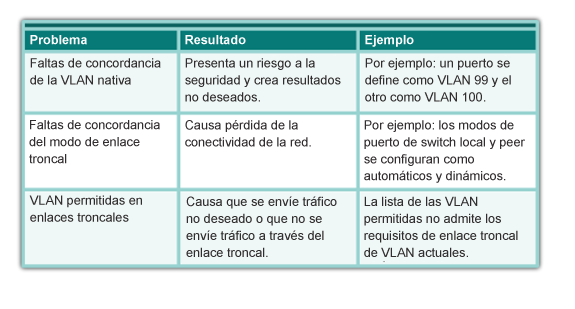 Problema
Resultado
Ejemplo
Faltas de concordancia
de la VLAN nativa
Presenta un riesgo a la
seguridad y crea resultados
no deseados.
Por ejemplo: un puerto se
define como VLAN 99 y el
otro como VLAN 100.
Faltas de concordancia
del modo de enlace
troncal
Causa pérdida de la
conectividad de la red.
Por ejemplo: los modos de
puerto de switch local y peer
se configuran como
automáticos y dinámicos.
VLAN permitidas en
enlaces troncales
Causa que se envíe tráfico
no deseado o que no se
envíe tráfico a través del
enlace troncal.
La lista de las VLAN
permitidas no admite los
requisitos de enlace troncal
de VLAN actuales.